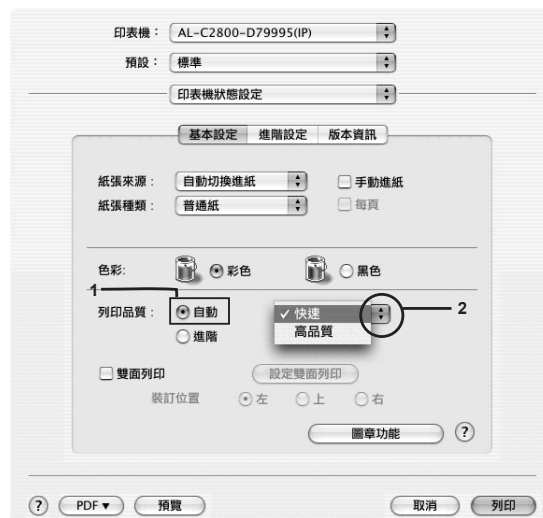 印表機： AL-C2800-D79995(IP)
預設： 標準
印表機狀態設定
基本設定 進階設定 版本資訊
紙張來源： 自動切換進紙 手動進紙
紙張種類： 普通紙 每頁
色彩: 彩色 黑色
1
列印品質： 自動 ✓ 快速 2
進階 高品質
雙面列印 設定雙面列印
裝訂位置 左 上 右
圖章功能 ?
? PDF▼ 預覽 取消 列印